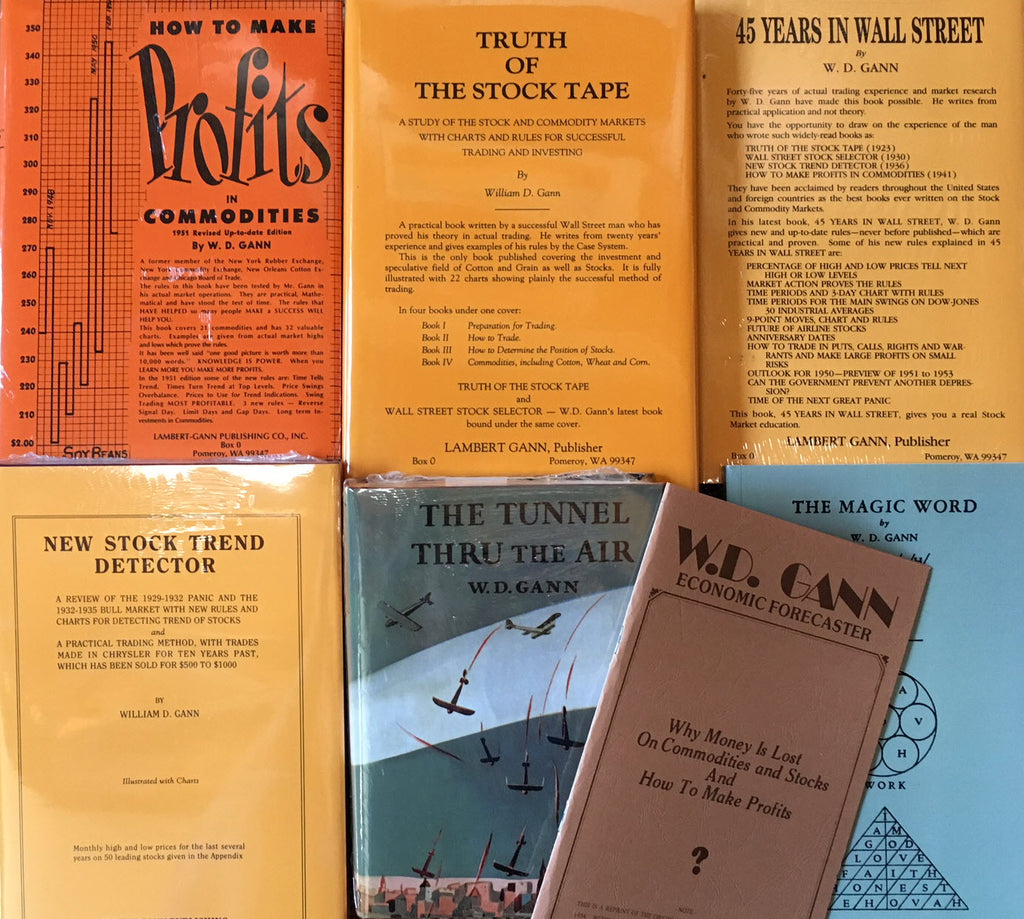 HOW TO MAKE
Profits
IN
COMMODITIES
1951 Revised Up-to-date Edition
By W. D. GANN
A former member of the New York Rubber Exchange,
New York Commodity Exchange, New Orleans Cotton Ex-
change and Chicago Board of Trade.
The rules in this book have been tested by Mr. Gann in
his actual market operations. They are practical, Mathe-
matical and have stood the test of time. The rules that
HAVE HELPED so many people MAKE a SUCCESS WILL
HELP YOU.
This book covers 21 commodities and has 32 valuable
charts. Examples are given from actual market highs
and lows which prove the rules.
It has been well said "one good picture is worth more than
10,000 words." KNOWLEDGE IS POWER. When you
LEARN MORE YOU MAKE MORE PROFITS.
In the 1951 edition some of the new rules are: Time Tells
Trend. Times Turn Trend at Top Levels. Price Swings
Overbalance. Prices to Use for Trend Indications. Swing
Trading MOST PROFITABLE. 3 new rules — Reverse
Signal Day. Limit Days and Gap Days. Long term In-
vestments in Commodities.
LAMBERT-GANN PUBLISHING CO., INC.
Box 0
Pomeroy, WA 99347
350
340
330
320
310
300
290
280
270
260
250
240
230
220
210
$2.00
NOV. 1948
MAY 1950
SOY BEANS
TRUTH
OF
THE STOCK TAPE
A STUDY OF THE STOCK AND COMMODITY MARKETS
WITH CHARTS AND RULES FOR SUCCESSFUL
TRADING AND INVESTING
By
William D. Gann
A practical book written by a successful Wall Street man who has
proved his theory in actual trading. He writes from twenty years'
experience and gives examples of his rules by the Case System.
This is the only book published covering the investment and
speculative field of Cotton and Grain as well as Stocks. It is fully
illustrated with 22 charts showing plainly the successful method of
trading.
In four books under one cover:
Book I Preparation for Trading.
Book II How to Trade.
Book III How to Determine the Position of Stocks.
Book IV Commodities, including Cotton, Wheat and Corn.
TRUTH OF THE STOCK TAPE
and
WALL STREET STOCK SELECTOR — W.D. Gann's latest book
bound under the same cover.
LAMBERT GANN, Publisher
Box 0 Pomeroy, WA 99347
45 YEARS IN WALL STREET
By
W. D. GANN
Forty-five years of actual trading experience and market research
by W. D. Gann have made this book possible. He writes from
practical application and not theory.
You have the opportunity to draw on the experience of the man
who wrote such widely-read books as:
TRUTH OF THE STOCK TAPE (1923)
WALL STREET STOCK SELECTOR (1930)
NEW STOCK TREND DETECTOR (1936)
HOW TO MAKE PROFITS IN COMMODITIES (1941)
They have been acclaimed by readers throughout the United States
and foreign countries as the best books ever written on the Stock
and Commodity Markets.
In his latest book, 45 YEARS IN WALL STREET, W. D. Gann
gives new and up-to-date rules—never before published—which are
practical and proven. Some of his new rules explained in 45
YEARS IN WALL STREET are:
PERCENTAGE OF HIGH AND LOW PRICES TELL NEXT
HIGH OR LOW LEVELS
MARKET ACTION PROVES THE RULES
TIME PERIODS AND 3-DAY CHART WITH RULES
TIME PERIODS FOR THE MAIN SWINGS ON DOW-JONES
30 INDUSTRIAL AVERAGES
9-POINT MOVES, CHART AND RULES
FUTURE OF AIRLINE STOCKS
ANNIVERSARY DATES
HOW TO TRADE IN PUTS, CALLS, RIGHTS AND WAR-
RANTS AND MAKE LARGE PROFITS ON SMALL
RISKS
OUTLOOK FOR 1950—PREVIEW OF 1951 to 1953
CAN THE GOVERNMENT PREVENT ANOTHER DEPRES-
SION?
TIME OF THE NEXT GREAT PANIC
This book, 45 YEARS IN WALL STREET, gives you a real Stock
Market education.
LAMBERT GANN, Publisher
Box 0 Pomeroy, WA 99347
NEW STOCK TREND
DETECTOR
A REVIEW OF THE 1929-1932 PANIC AND THE
1932-1935 BULL MARKET WITH NEW RULES AND
CHARTS FOR DETECTING TREND OF STOCKS
and
A PRACTICAL TRADING METHOD, WITH TRADES
MADE IN CHRYSLER FOR TEN YEARS PAST,
WHICH HAS BEEN SOLD FOR $500 TO $1000
BY
WILLIAM D. GANN
Illustrated with Charts
Monthly high and low prices for the last several
years on 50 leading stocks given in the Appendix
THE TUNNEL
THRU THE AIR
W.D. GANN
W.D. GANN
ECONOMIC FORECASTER
Why Money Is Lost
On Commodities and Stocks
And
How To Make Profits
?
NOTE
THIS IS A REPRINT OF THE
THE MAGIC WORD
by
W. D. GANN
A
V
H
WORK
I
AM
GOD
LOVE
FAITH
HONEST
JEHOVAH